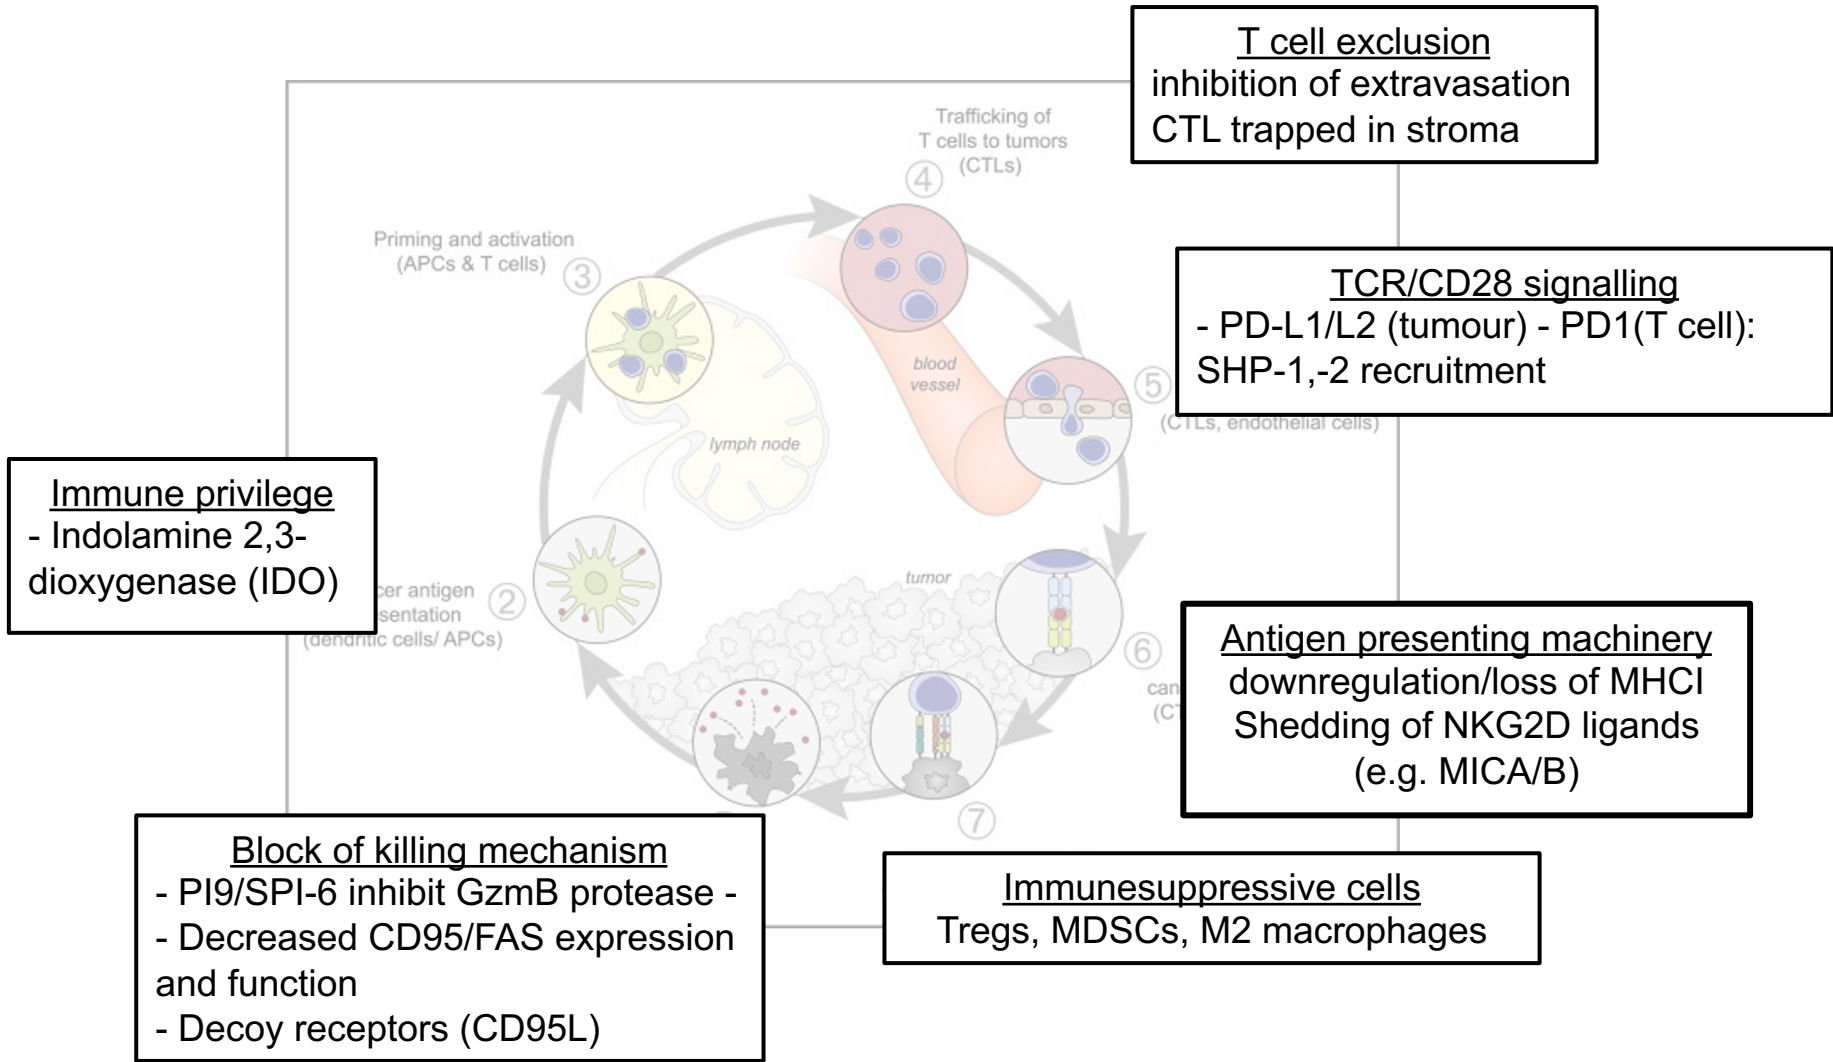 T cell exclusion
inhibition of extravasation
CTL trapped in stroma
Trafficking of
T cells to tumors
(CTLs)
4
Priming and activation
(APCs & T cells)
3
TCR/CD28 signalling
- PD-L1/L2 (tumour) - PD1(T cell):
SHP-1,-2 recruitment
blood
vessel
5
(CTLs, endothelial cells)
lymph node
Immune privilege
- Indolamine 2,3-
dioxygenase (IDO)
antigen
2
(dendritic cells/ APCs)
tumor
6
Antigen presenting machinery
downregulation/loss of MHCI
Shedding of NKG2D ligands
(e.g. MICA/B)
7
Block of killing mechanism
- PI9/SPI-6 inhibit GzmB protease -
- Decreased CD95/FAS expression
and function
- Decoy receptors (CD95L)
Immunesuppressive cells
Tregs, MDSCs, M2 macrophages